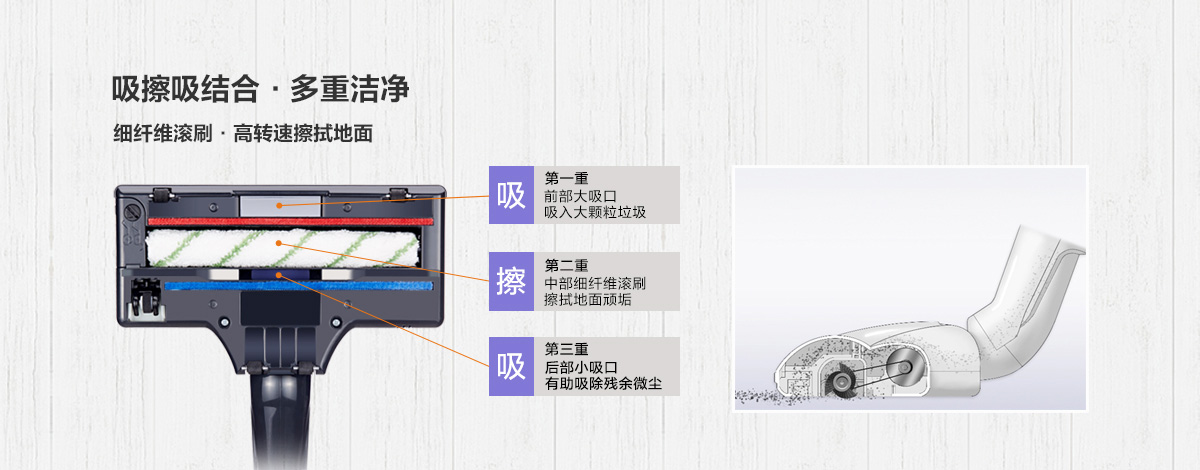 吸擦吸结合·多重洁净
细纤维滚刷·高转速擦拭地面
吸
第一重
前部大吸口
吸入大颗粒垃圾
擦
第二重
中部细纤维滚刷
擦拭地面顽垢
吸
第三重
后部小吸口
有助吸除残余微尘